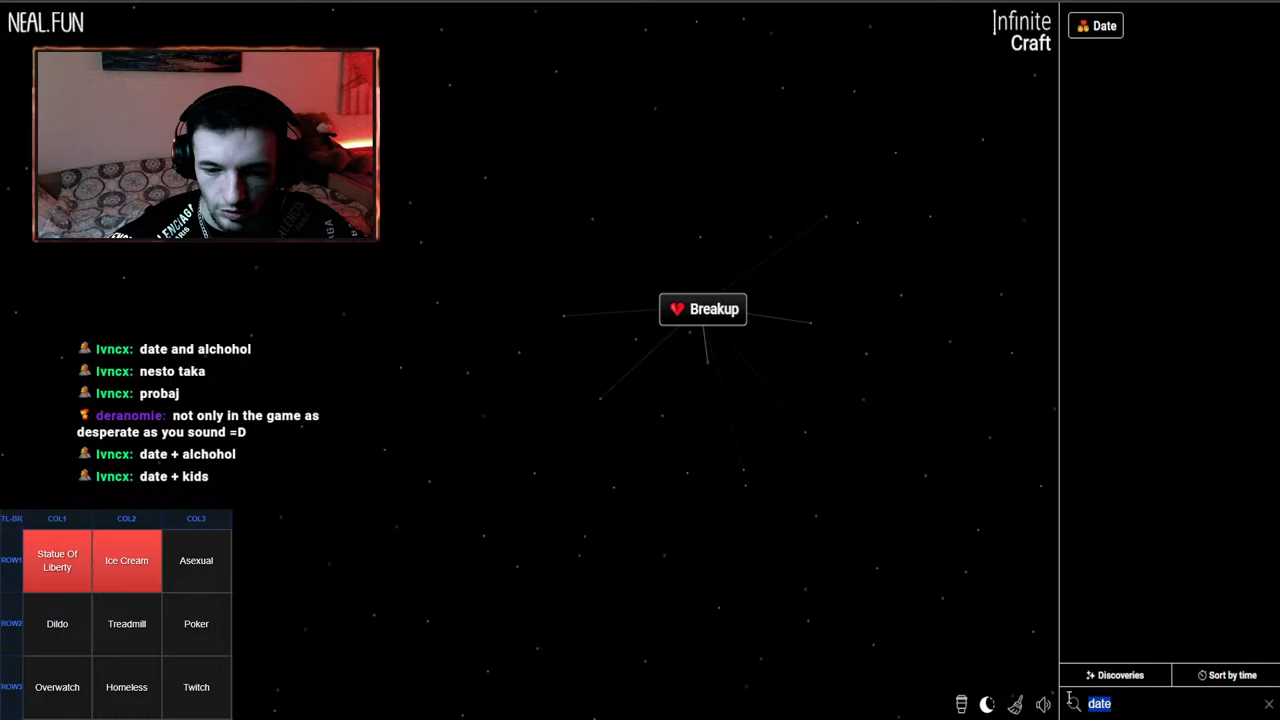 NEAL.FUN
Infinite
Craft
Date
Breakup
BALENCIAGA
PARIS
lvncx: date and alchohol
lvncx: nesto taka
lvncx: probaj
deranomie: not only in the game as
desperate as you sound =D
lvncx: date + alchohol
lvncx: date + kids
TL-BR COL1 COL2 COL3
ROW1 Statue Of Liberty Ice Cream Asexual
ROW2 Dildo Treadmill Poker
ROW3 Overwatch Homeless Twitch
Discoveries Sort by time
date